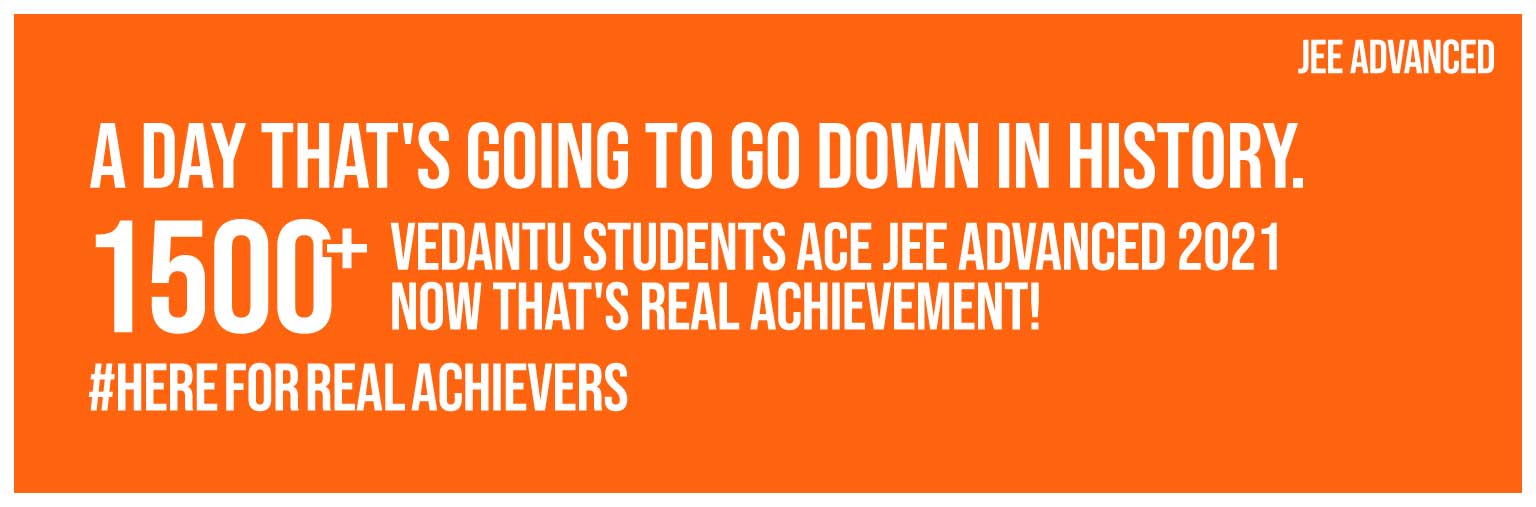 JEE ADVANCED
A DAY THAT'S GOING TO GO DOWN IN HISTORY.
1500+ VEDANTU STUDENTS ACE JEE ADVANCED 2021
NOW THAT'S REAL ACHIEVEMENT!
#HERE FOR REAL ACHIEVERS